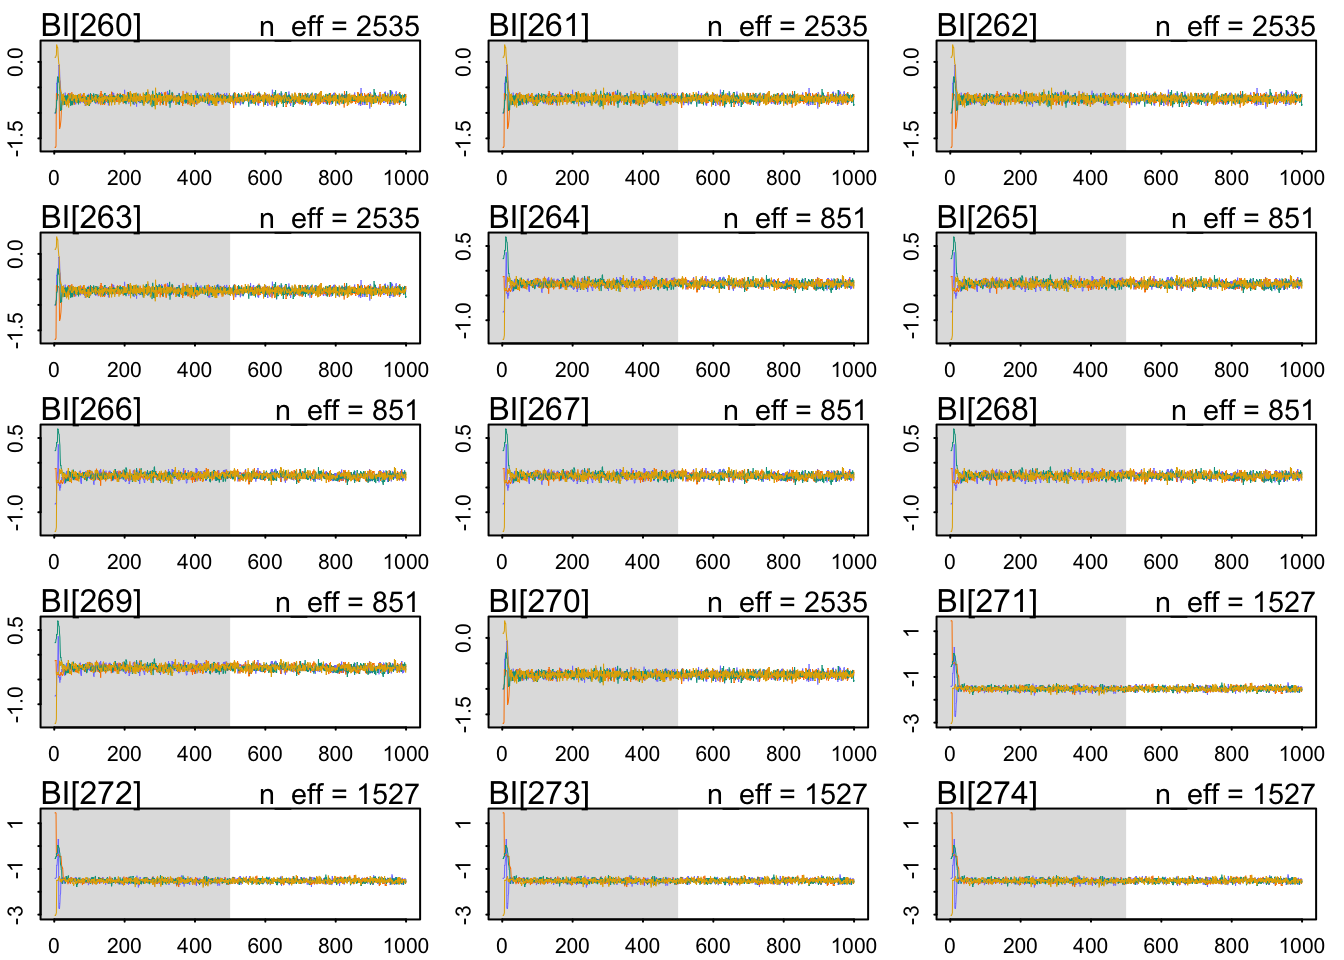 BI[260] n_eff = 2535 BI[261] n_eff = 2535 BI[262] n_eff = 2535
0.0 -1.5 0.0 -1.5 0.0 -1.5
0 200 400 600 800 1000 0 200 400 600 800 1000 0 200 400 600 800 1000
BI[263] n_eff = 2535 BI[264] n_eff = 851 BI[265] n_eff = 851
0.0 -1.5 0.5 -1.0 0.5 -1.0
0 200 400 600 800 1000 0 200 400 600 800 1000 0 200 400 600 800 1000
BI[266] n_eff = 851 BI[267] n_eff = 851 BI[268] n_eff = 851
0.5 -1.0 0.5 -1.0 0.5 -1.0
0 200 400 600 800 1000 0 200 400 600 800 1000 0 200 400 600 800 1000
BI[269] n_eff = 851 BI[270] n_eff = 2535 BI[271] n_eff = 1527
0.5 -1.0 0.0 -1.5 1 -1 -3
0 200 400 600 800 1000 0 200 400 600 800 1000 0 200 400 600 800 1000
BI[272] n_eff = 1527 BI[273] n_eff = 1527 BI[274] n_eff = 1527
1 -1 -3 1 -1 -3 1 -1 -3
0 200 400 600 800 1000 0 200 400 600 800 1000 0 200 400 600 800 1000